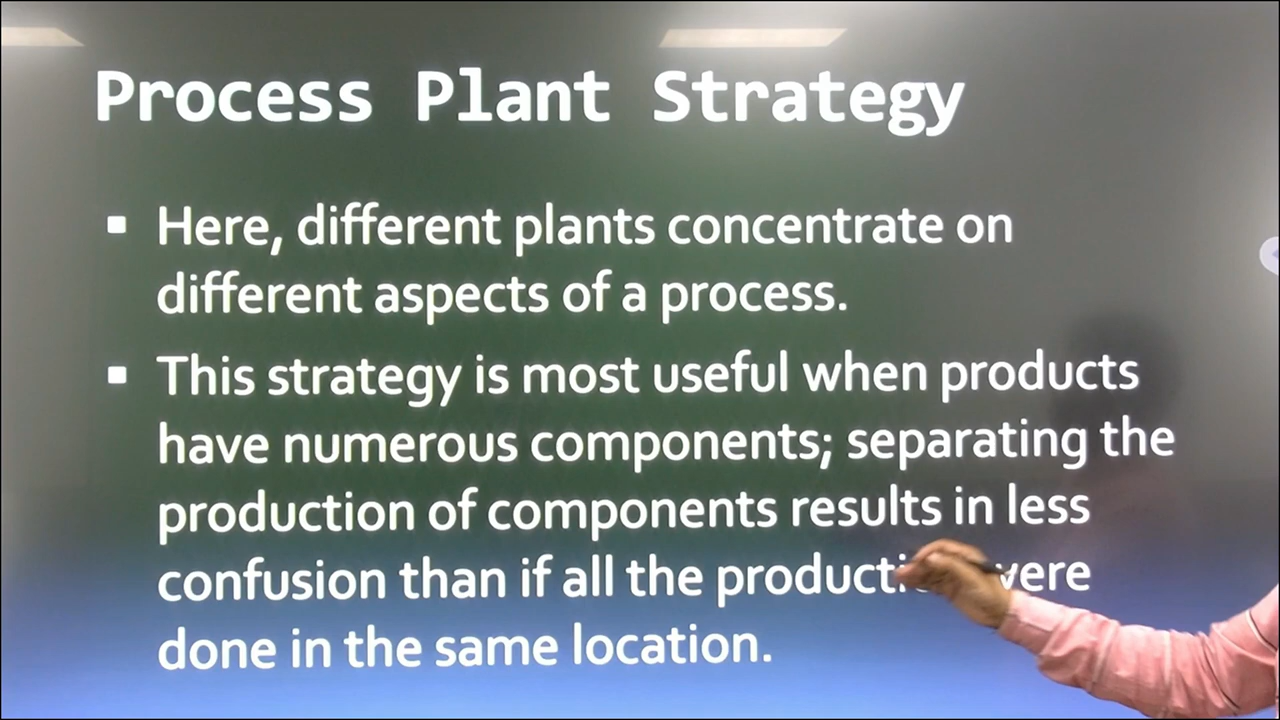 Process Plant Strategy
▪ Here, different plants concentrate on
different aspects of a process.
▪ This strategy is most useful when products
have numerous components; separating the
production of components results in less
confusion than if all the were
done in the same location.